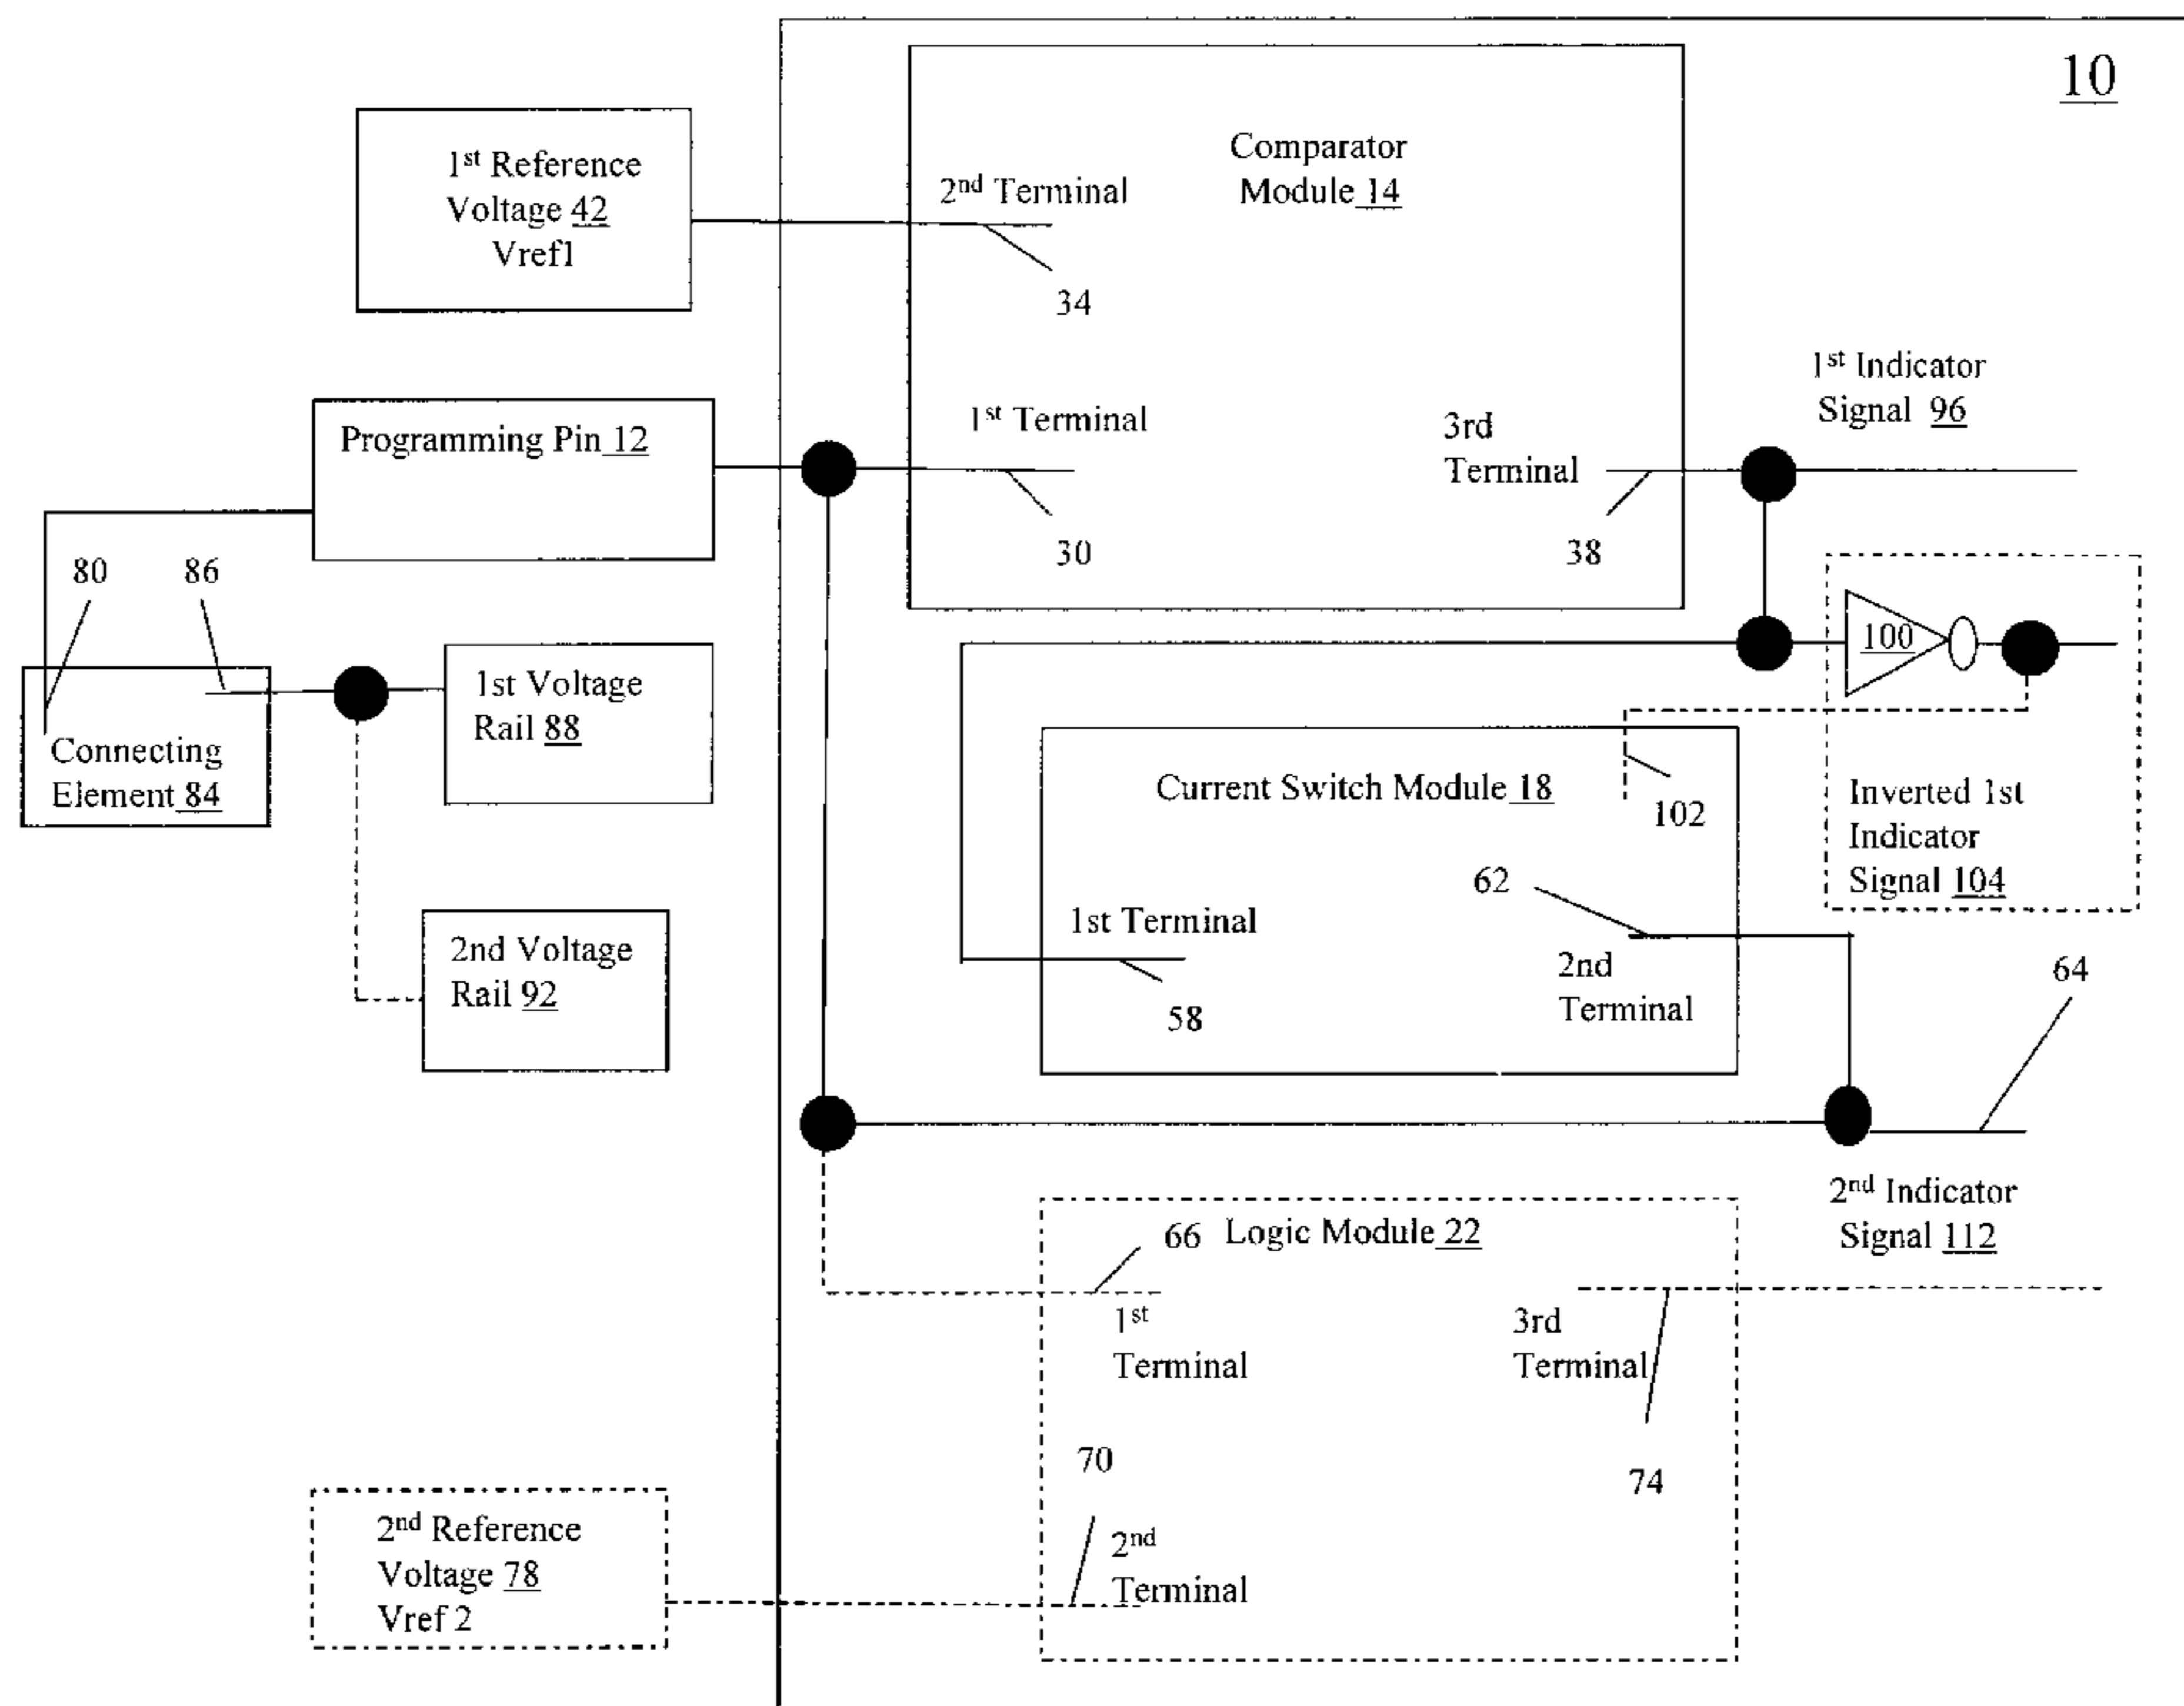 10
1st Reference
Voltage 42
Vref1
Comparator
Module 14
2nd Terminal
34
Programming Pin 12
1st Terminal
30
3rd
Terminal
38
1st Indicator
Signal 96
80
86
Connecting
Element 84
1st Voltage
Rail 88
2nd Voltage
Rail 92
100
Inverted 1st
Indicator
Signal 104
Current Switch Module 18
102
62
1st Terminal
58
2nd
Terminal
64
2nd Indicator
Signal 112
66
Logic Module 22
1st
Terminal
3rd
Terminal
74
70
2nd
Terminal
2nd Reference
Voltage 78
Vref 2